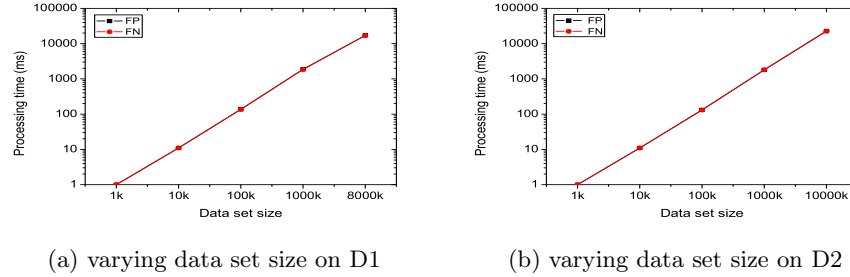 100000
FP
FN
10000
1000
100
10
1
Processing time (ms)
1k 10k 100k 1000k 8000k
Data set size
(a) varying data set size on D1
100000
FP
FN
10000
1000
100
10
1
Processing time (ms)
1k 10k 100k 1000k 10000k
Data set size
(b) varying data set size on D2